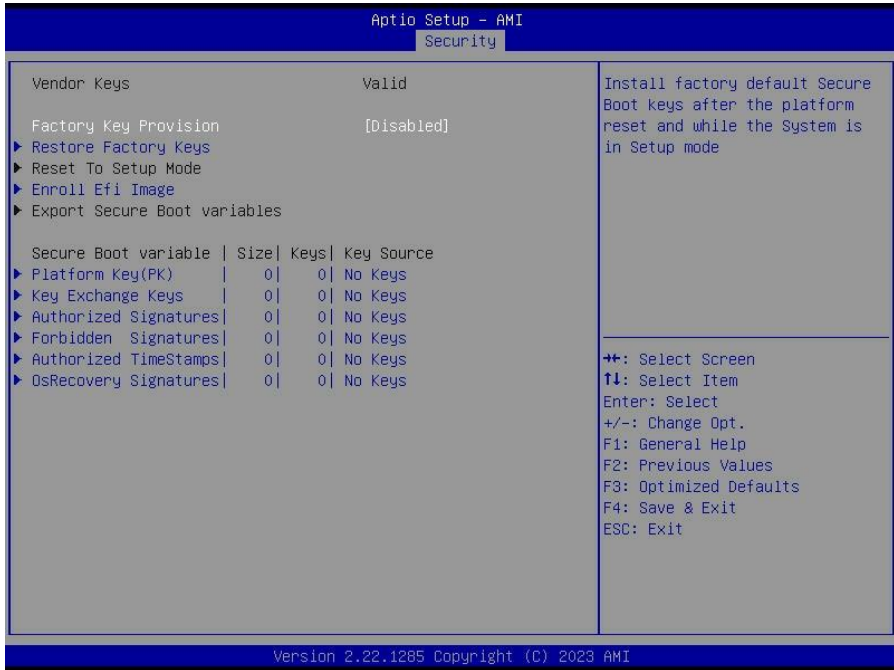 Aptio Setup – AMI
Security
Vendor Keys Valid
Factory Key Provision [Disabled]
Restore Factory Keys
Reset To Setup Mode
Enroll Efi Image
Export Secure Boot variables
Secure Boot variable | Size| Keys| Key Source
Platform Key(PK) | 0| 0| No Keys
Key Exchange Keys | 0| 0| No Keys
Authorized Signatures| 0| 0| No Keys
Forbidden Signatures| 0| 0| No Keys
Authorized TimeStamps| 0| 0| No Keys
OsRecovery Signatures| 0| 0| No Keys
Install factory default Secure
Boot keys after the platform
reset and while the System is
in Setup mode
→←: Select Screen
↑↓: Select Item
Enter: Select
+/-: Change Opt.
F1: General Help
F2: Previous Values
F3: Optimized Defaults
F4: Save & Exit
ESC: Exit
Version 2.22.1285 Copyright (C) 2023 AMI